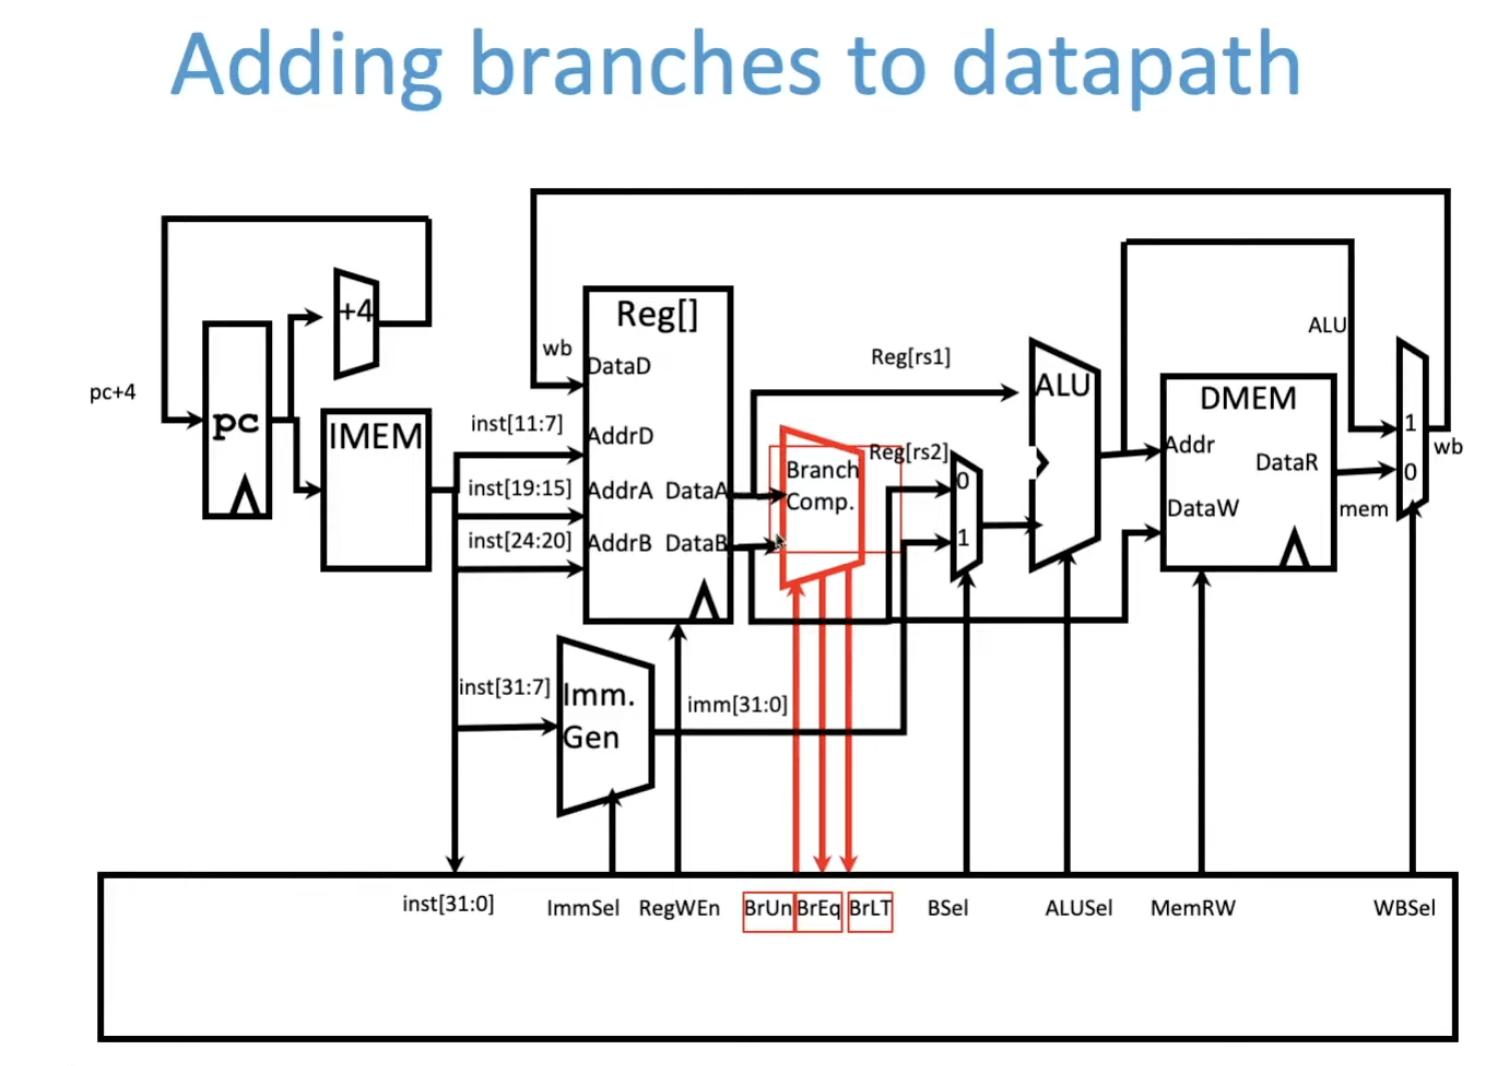 Adding branches to datapath
pc+4
pc
+4
IMEM
inst[11:7]
inst[19:15]
inst[24:20]
inst[31:7]
wb
Reg[]
DataD
AddrD
AddrA DataA
AddrB DataB
Imm.
Gen
imm[31:0]
Branch
Comp.
Reg[rs1]
Reg[rs2]
0
1
ALU
DMEM
Addr
DataR
DataW
ALU
mem
1
0
wb
inst[31:0] ImmSel RegWEn BrUn BrEq BrLT BSel ALUSel MemRW WBSel